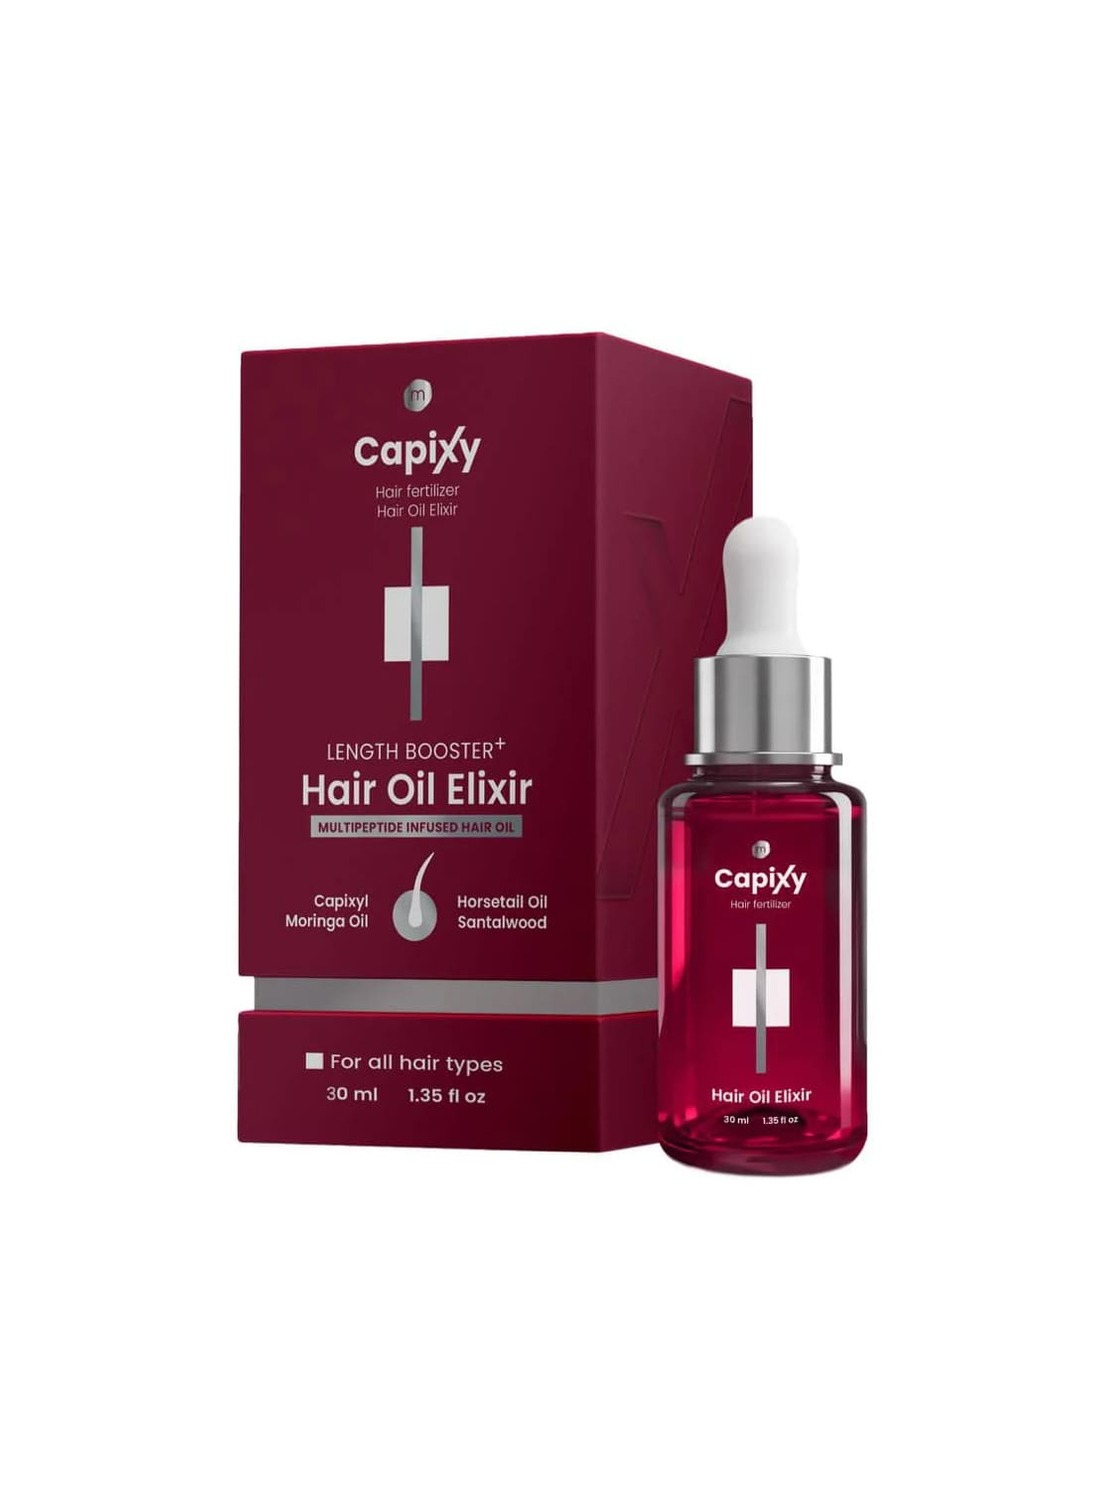 m
Capixy
Hair fertilizer
Hair Oil Elixir
LENGTH BOOSTER+
Hair Oil Elixir
MULTIPEPTIDE INFUSED HAIR OIL
Capixyl
Moringa Oil
Horsetail Oil
Santalwood
For all hair types
30 ml 1.35 fl oz
m
Capixy
Hair fertilizer
Hair Oil Elixir
30 ml 1.35 fl oz